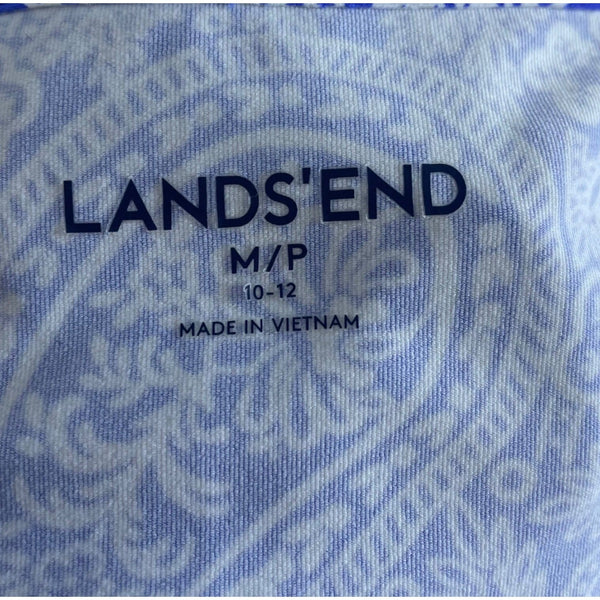 LANDS'END
M/P
10-12
MADE IN VIETNAM